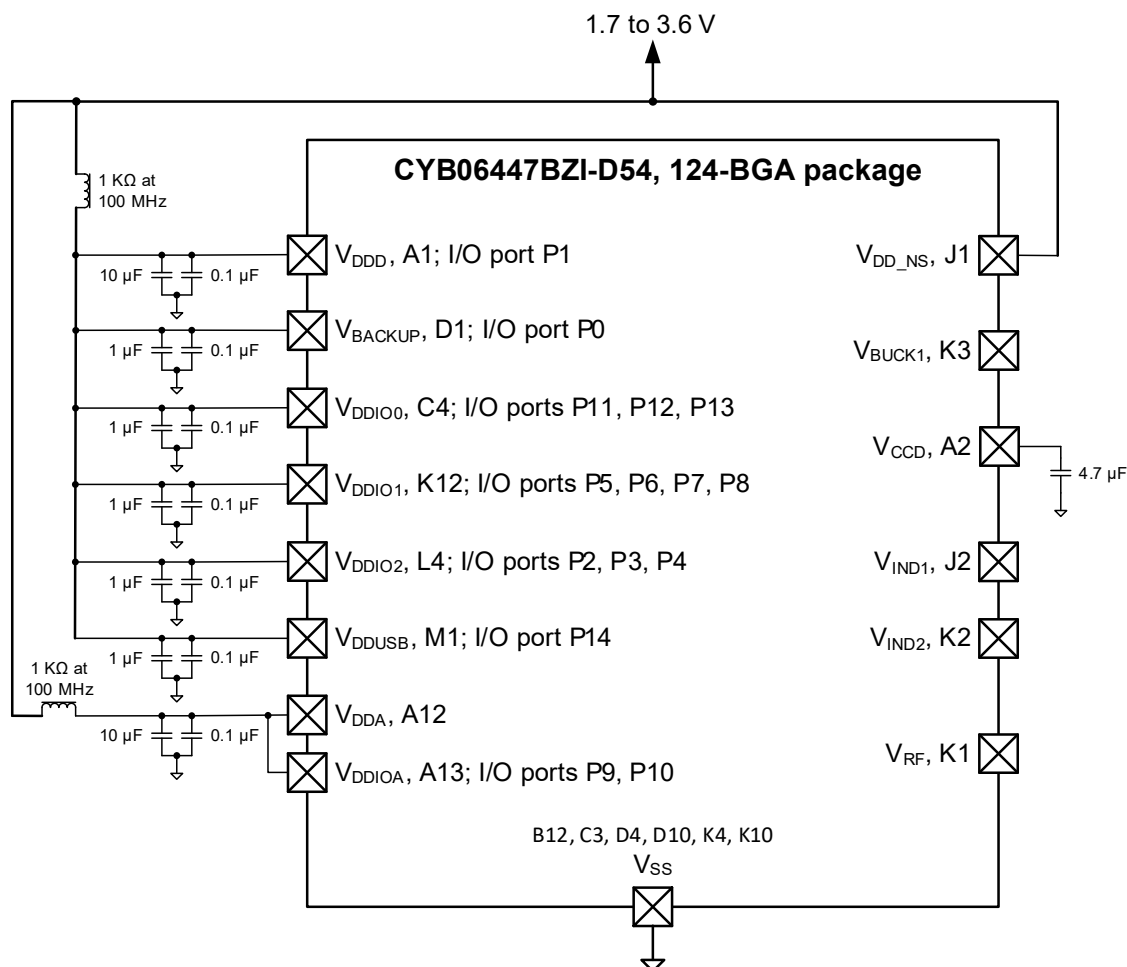 1.7 to 3.6 V
CYB06447BZI-D54, 124-BGA package
1 KΩ at
100 MHz
10 µF
0.1 µF
VDDD, A1; I/O port P1
VDD_NS, J1
1 µF
0.1 µF
VBACKUP, D1; I/O port P0
VBUCK1, K3
1 µF
0.1 µF
VDDIO0, C4; I/O ports P11, P12, P13
VCCD, A2
4.7 µF
1 µF
0.1 µF
VDDIO1, K12; I/O ports P5, P6, P7, P8
1 µF
0.1 µF
VDDIO2, L4; I/O ports P2, P3, P4
VIND1, J2
1 µF
0.1 µF
VDDUSB, M1; I/O port P14
VIND2, K2
1 KΩ at
100 MHz
10 µF
0.1 µF
VDDA, A12
VDDIOA, A13; I/O ports P9, P10
VRF, K1
B12, C3, D4, D10, K4, K10
VSS